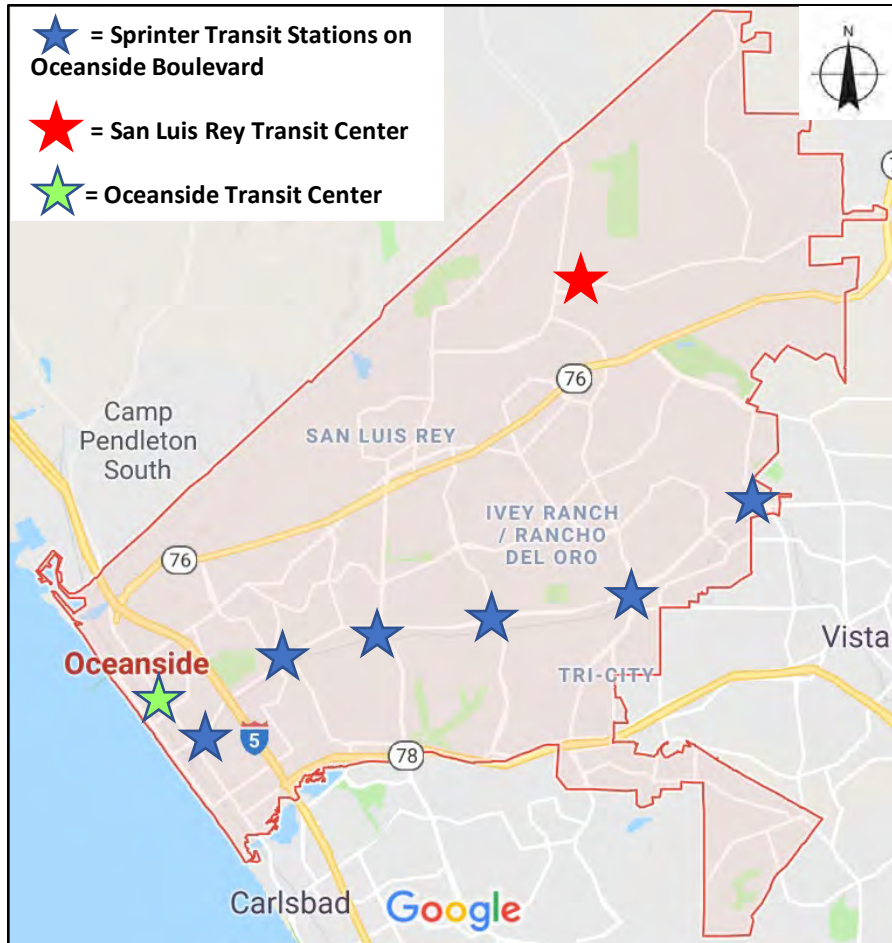 = Sprinter Transit Stations on
Oceanside Boulevard
= San Luis Rey Transit Center
= Oceanside Transit Center
N
76
Camp
Pendleton
South
SAN LUIS REY
IVEY RANCH
/ RANCHO
DEL ORO
76
Oceanside
Vista
TRI-CITY
5
78
Carlsbad
Google